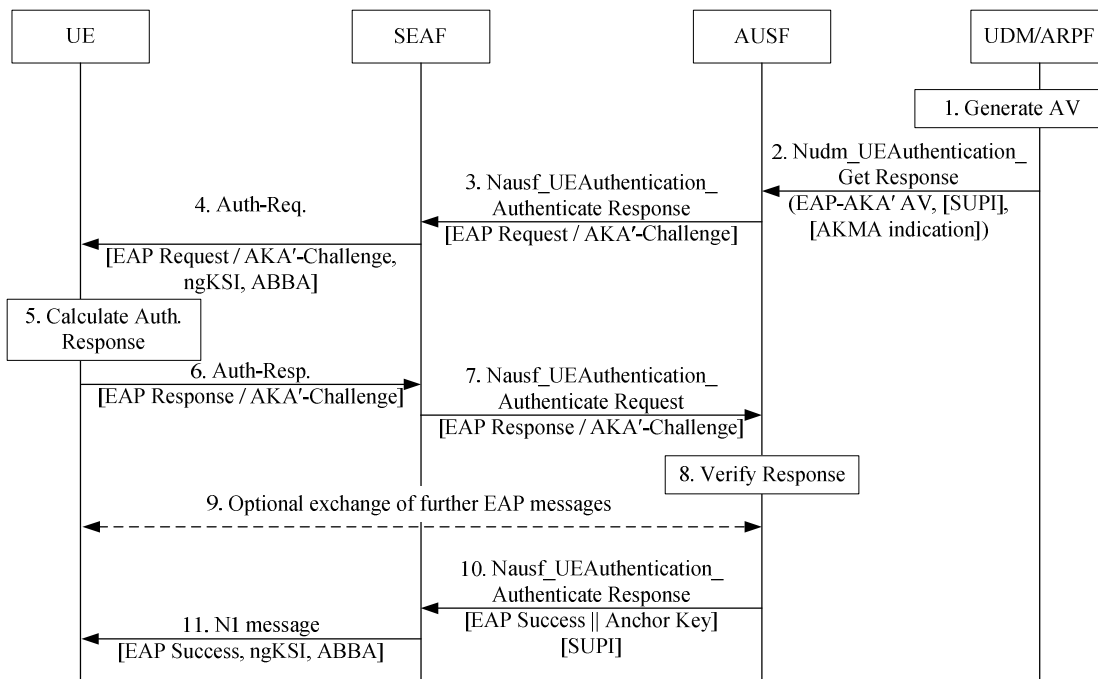 UE
SEAF
AUSF
UDM/ARPF
1. Generate AV
2. Nudm_UEAuthentication_
Get Response
(EAP-AKA′ AV, [SUPI],
[AKMA indication])
3. Nausf_UEAuthentication_
Authenticate Response
[EAP Request / AKA′-Challenge]
4. Auth-Req.
[EAP Request / AKA′-Challenge,
ngKSI, ABBA]
5. Calculate Auth.
Response
6. Auth-Resp.
[EAP Response / AKA′-Challenge]
7. Nausf_UEAuthentication_
Authenticate Request
[EAP Response / AKA′-Challenge]
8. Verify Response
9. Optional exchange of further EAP messages
10. Nausf_UEAuthentication_
Authenticate Response
[EAP Success || Anchor Key]
[SUPI]
11. N1 message
[EAP Success, ngKSI, ABBA]